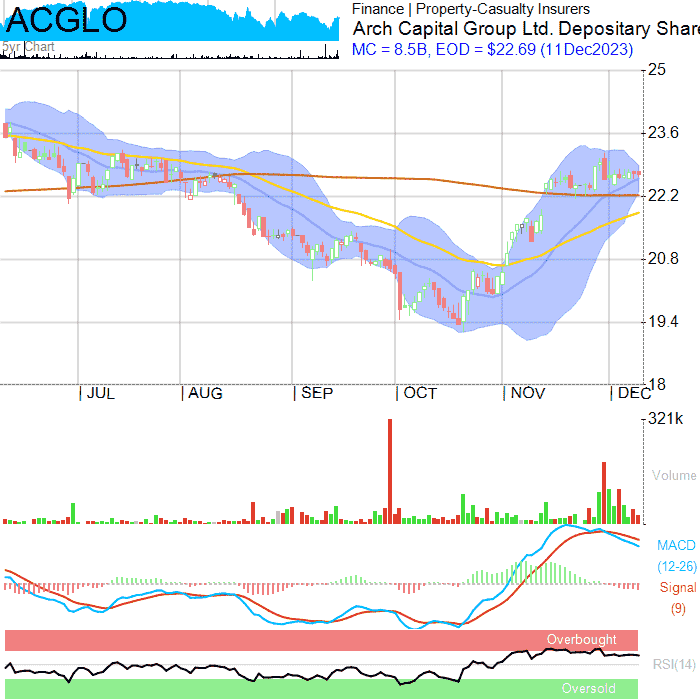 ACGLO
5yr Chart
Finance | Property-Casualty Insurers
Arch Capital Group Ltd. Depositary Share
MC = 8.5B, EOD = $22.69 (11Dec2023)
25
23.6
22.2
20.8
19.4
18
| JUL | AUG | SEP | OCT | NOV | DEC
321k
Volume
MACD
(12-26)
Signal
(9)
Overbought
RSI(14)
Oversold